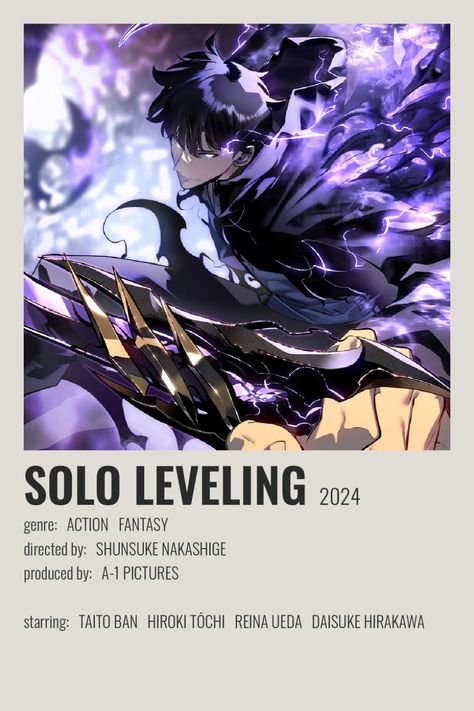 SOLO LEVELING 2024
genre: ACTION FANTASY
directed by: SHUNSUKE NAKASHIGE
produced by: A-1 PICTURES
starring: TAITO BAN HIROKI TŌCHI REINA UEDA DAISUKE HIRAKAWA